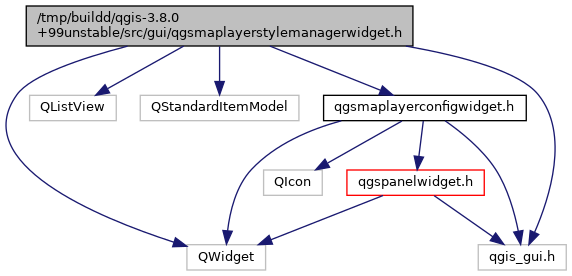 /tmp/buildd/qgis-3.8.0
+99unstable/src/gui/qgsmaplayerstylemanagerwidget.h
QListView
QStandardItemModel
qgsmaplayerconfigwidget.h
QIcon
qgspanelwidget.h
QWidget
qgis_gui.h